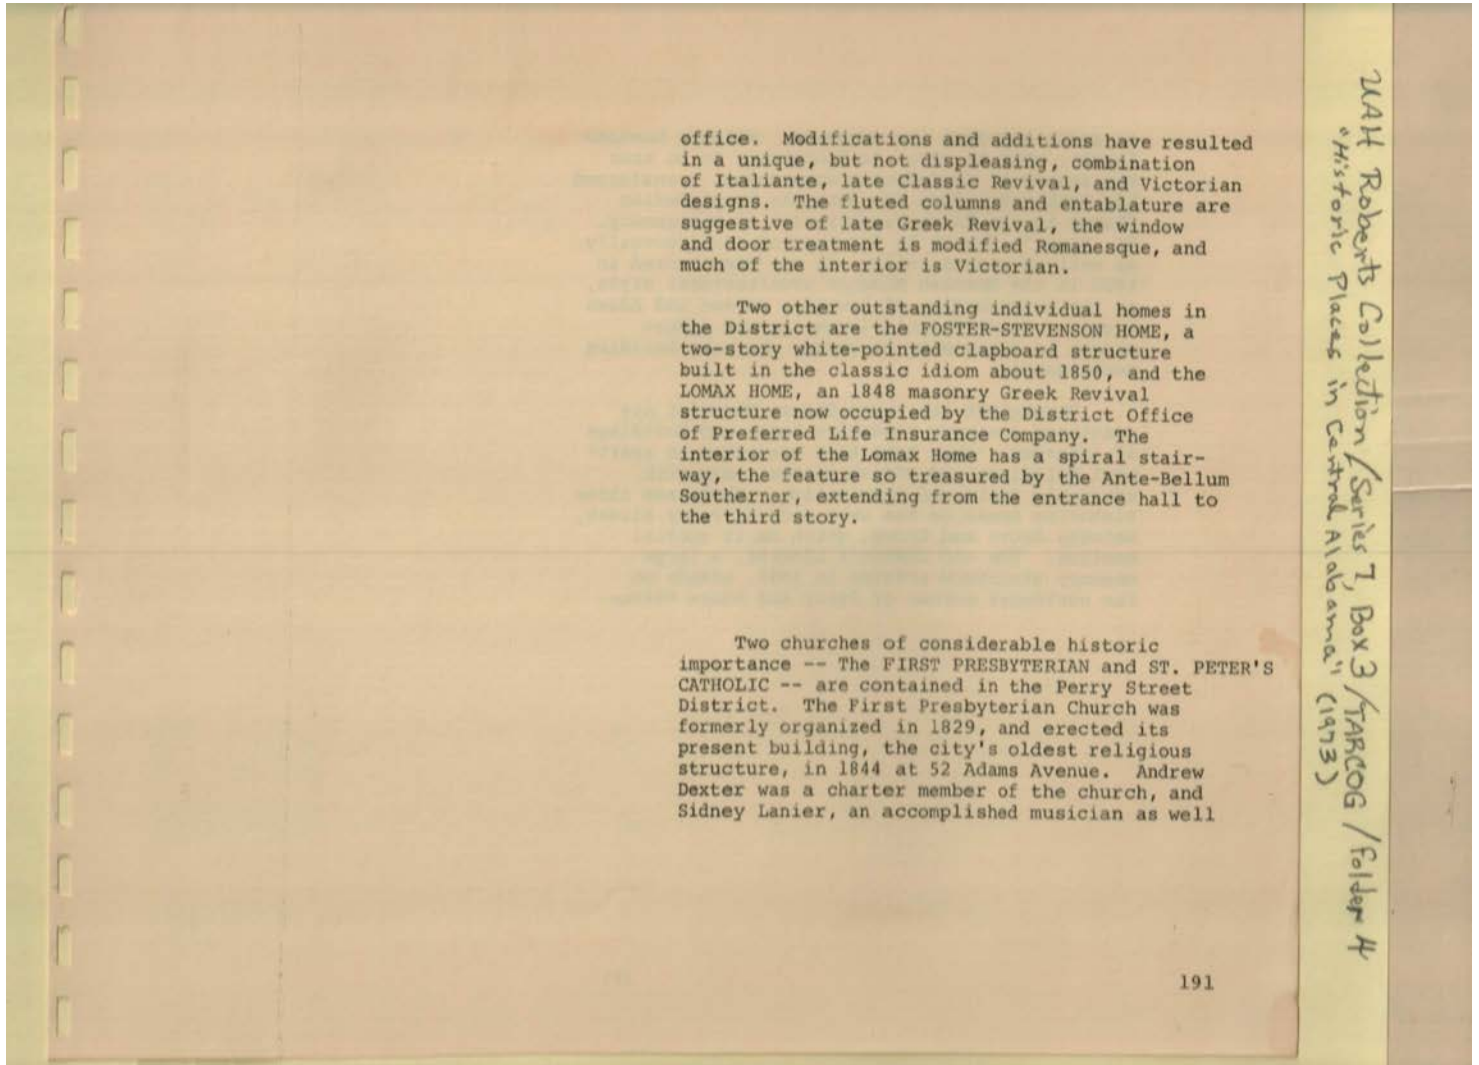 office. Modifications and additions have resulted
in a unique, but not displeasing, combination
of Italiante, late Classic Revival, and Victorian
designs. The fluted columns and entablature are
suggestive of late Greek Revival, the window
and door treatment is modified Romanesque, and
much of the interior is Victorian.
Two other outstanding individual homes in
the District are the FOSTER-STEVENSON HOME, a
two-story white-pointed clapboard structure
built in the classic idiom about 1850, and the
LOMAX HOME, an 1848 masonry Greek Revival
structure now occupied by the District Office
of Preferred Life Insurance Company. The
interior of the Lomax Home has a spiral stair-
way, the feature so treasured by the Ante-Bellum
Southerner, extending from the entrance hall to
the third story.
Two churches of considerable historic
importance -- The FIRST PRESBYTERIAN and ST. PETER'S
CATHOLIC -- are contained in the Perry Street
District. The First Presbyterian Church was
formerly organized in 1829, and erected its
present building, the city's oldest religious
structure, in 1844 at 52 Adams Avenue. Andrew
Dexter was a charter member of the church, and
Sidney Lanier, an accomplished musician as well
191
UAH Roberts Collection/Series 7, Box 3/TARCOG/folder 4
"Historic Places in Central Alabama" (1973)